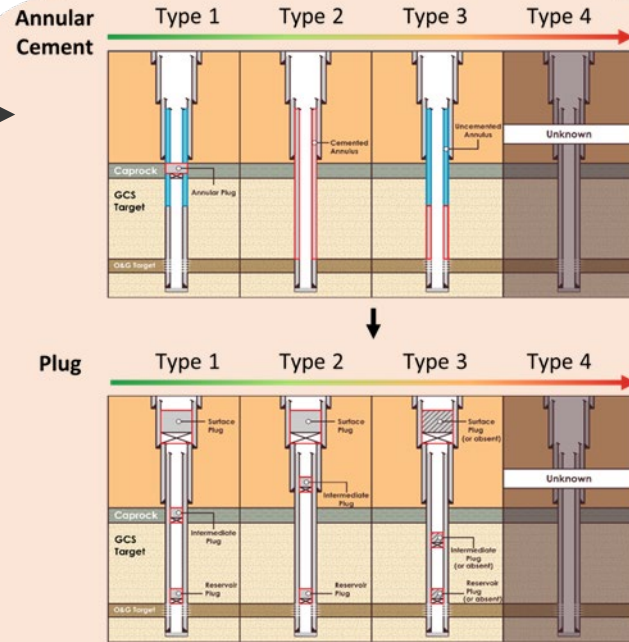 Annular
Cement
Type 1
Type 2
Type 3
Type 4
Cemented
Annulus
Uncemented
Annulus
Unknown
Caprock
Annular Plug
GCS
Target
O&G Target
Plug
Type 1
Type 2
Type 3
Type 4
Surface
Plug
Surface
Plug
Surface
Plug
(or absent)
Unknown
Intermediate
Plug
Caprock
Intermediate
Plug
GCS
Target
Intermediate
Plug
(or absent)
Reservoir
Plug
Reservoir
Plug
Reservoir
Plug
(or absent)
O&G Target